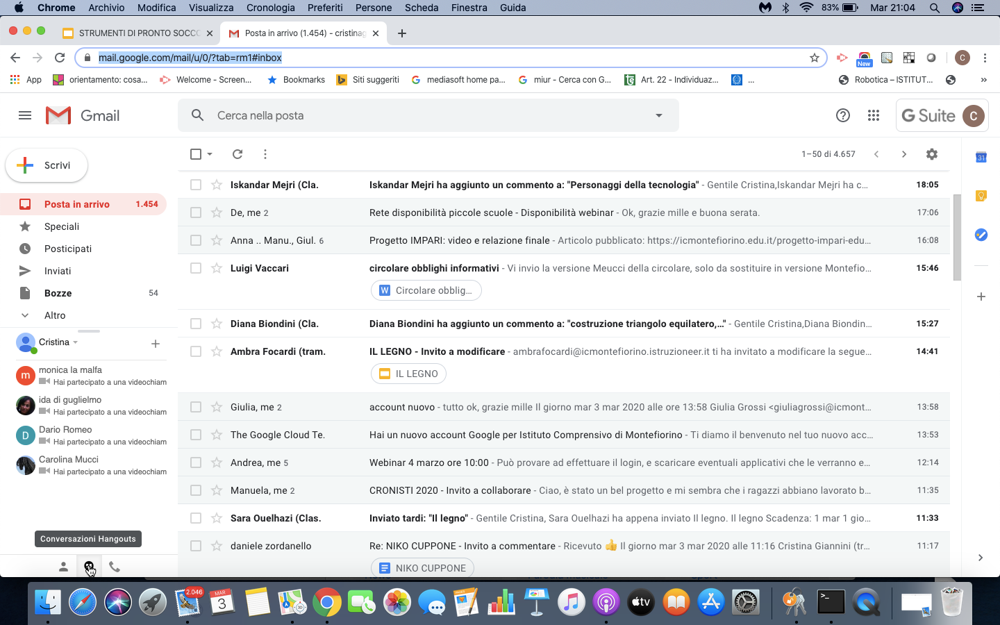 Chrome Archivio Modifica Visualizza Cronologia Preferiti Persone Scheda Finestra Guida 83% Mar 21:04
STRUMENTI DI PRONTO SOCCO Posta in arrivo (1.454) - cristinag
mail.google.com/mail/u/0/?tab=rm1#inbox New C
App orientamento: cosa... Welcome - Screen... Bookmarks Siti suggeriti mediasoft home pa... miur - Cerca con G... Art. 22 - Individuaz... ... Robotica – ISTITUT... »
Gmail Cerca nella posta G Suite C
Scrivi 1–50 di 4.657
Posta in arrivo 1.454
Speciali
Posticipati
Inviati
Bozze 54
Altro
Cristina
monica la malfa
Hai partecipato a una videochiam
ida di guglielmo
Hai partecipato a una videochiam
Dario Romeo
Hai partecipato a una videochiam
Carolina Mucci
Hai partecipato a una videochiam
m
D
Conversazioni Hangouts
Iskandar Mejri (Cla. Iskandar Mejri ha aggiunto un commento a: "Personaggi della tecnologia" - Gentile Cristina,Iskandar Mejri ha c... 18:05
De, me 2 Rete disponibilità piccole scuole - Disponibilità webinar - Ok, grazie mille e buona serata. 17:06
Anna .. Manu., Giul. 6 Progetto IMPARI: video e relazione finale - Articolo pubblicato: https://icmontefiorino.edu.it/progetto-impari-edu... 16:08
Luigi Vaccari circolare obblighi informativi - Vi invio la versione Meucci della circolare, solo da sostituire in versione Montefio... 15:46
W Circolare obblig...
Diana Biondini (Cla. Diana Biondini ha aggiunto un commento a: "costruzione triangolo equilatero,..." - Gentile Cristina,Diana Biondin... 15:27
Ambra Focardi (tram. IL LEGNO - Invito a modificare - ambrafocardi@icmontefiorino.istruzioneer.it ti ha invitato a modificare la segue... 14:41
IL LEGNO
Giulia, me 2 account nuovo - tutto ok, grazie mille Il giorno mar 3 mar 2020 alle ore 13:58 Giulia Grossi <giuliagrossi@icmont... 13:58
The Google Cloud Te. Hai un nuovo account Google per Istituto Comprensivo di Montefiorino - Ti diamo il benvenuto nel tuo nuovo acc... 13:53
Andrea, me 5 Webinar 4 marzo ore 10:00 - Può provare ad effettuare il login, e scaricare eventuali applicativi che le verranno e... 12:14
Manuela, me 2 CRONISTI 2020 - Invito a collaborare - Ciao, è stato un bel progetto e mi sembra che i ragazzi abbiano lavorato b... 11:35
Sara Ouelhazi (Clas. Inviato tardi: "Il legno" - Gentile Cristina, Sara Ouelhazi ha appena inviato Il legno. Il legno Scadenza: 1 mar 1 gio... 11:33
daniele zordanello Re: NIKO CUPPONE - Invito a commentare - Ricevuto 👍 Il giorno mar 3 mar 2020 alle 11:16 Cristina Giannini (tr... 11:17
NIKO CUPPONE
31
2.046 MAR 3 tv